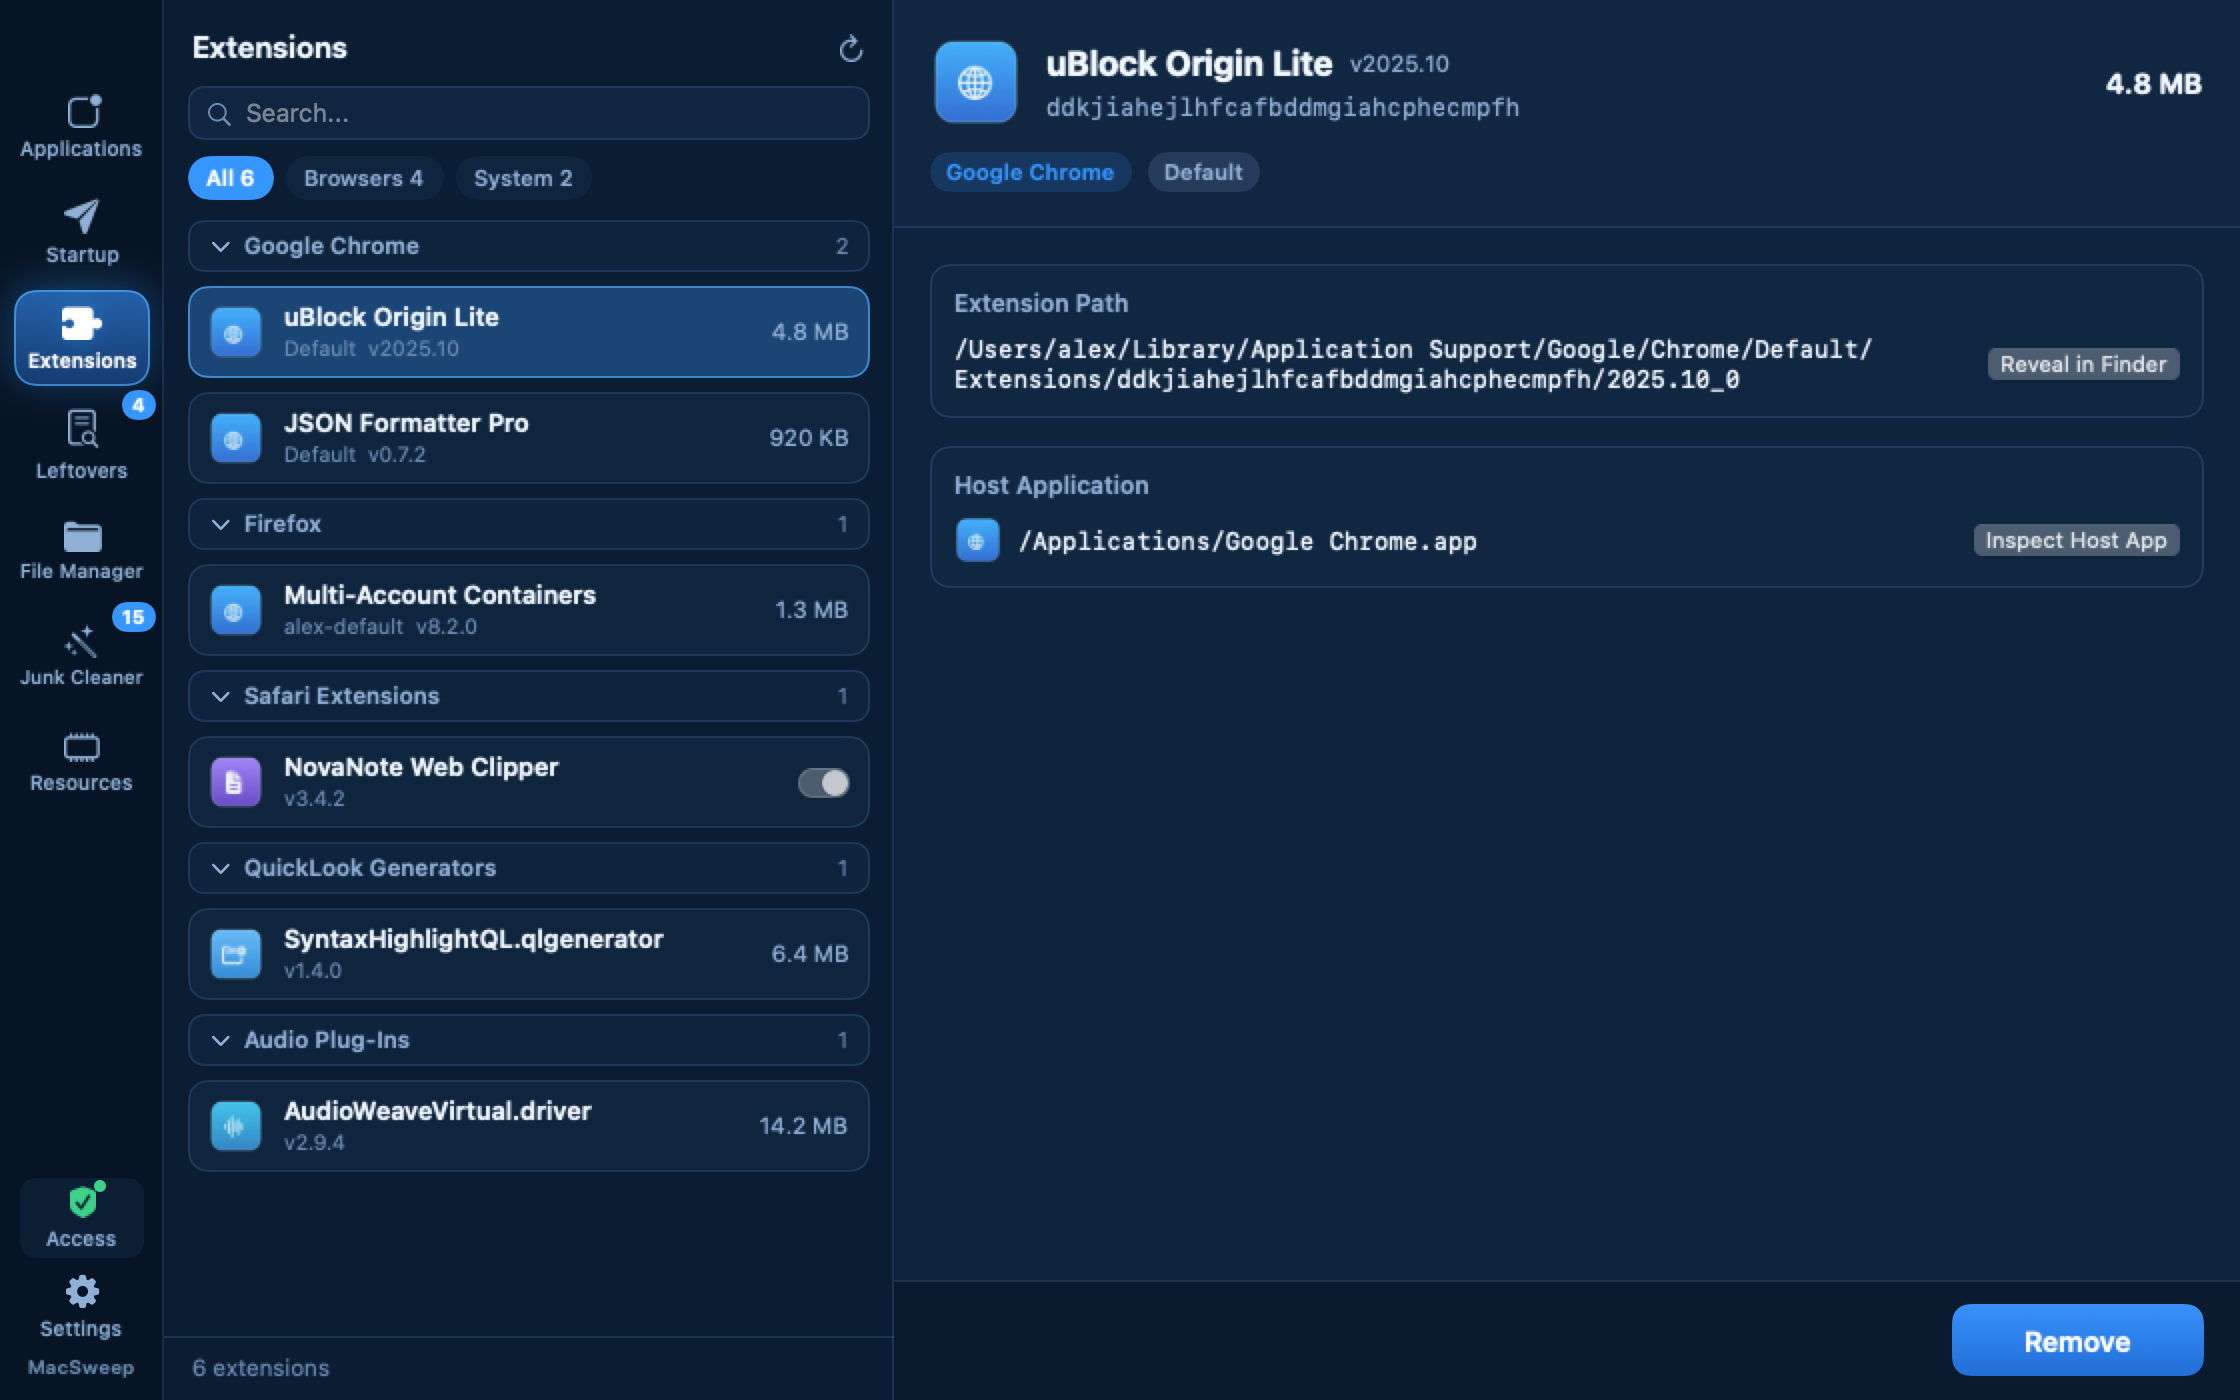 Applications
Startup
Extensions
4
Leftovers
File Manager
15
Junk Cleaner
Resources
Access
Settings
MacSweep
Extensions
Search...
All 6
Browsers 4
System 2
Google Chrome 2
uBlock Origin Lite
Default v2025.10
4.8 MB
JSON Formatter Pro
Default v0.7.2
920 KB
Firefox 1
Multi-Account Containers
alex-default v8.2.0
1.3 MB
Safari Extensions 1
NovaNote Web Clipper
v3.4.2
QuickLook Generators 1
SyntaxHighlightQL.qlgenerator
v1.4.0
6.4 MB
Audio Plug-Ins 1
AudioWeaveVirtual.driver
v2.9.4
14.2 MB
6 extensions
uBlock Origin Lite v2025.10
ddkjiahejlhfcafbddmgiahcphecmpfh
4.8 MB
Google Chrome
Default
Extension Path
/Users/alex/Library/Application Support/Google/Chrome/Default/
Extensions/ddkjiahejlhfcafbddmgiahcphecmpfh/2025.10_0
Reveal in Finder
Host Application
/Applications/Google Chrome.app
Inspect Host App
Remove